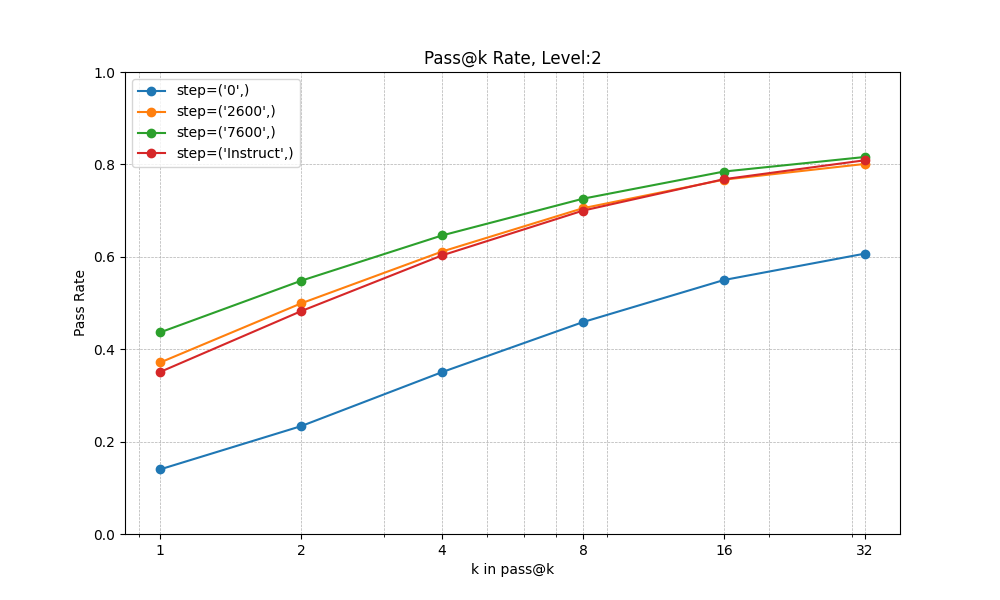 Pass@k Rate, Level:2
step=('0',)
step=('2600',)
step=('7600',)
step=('Instruct',)
Pass Rate
1.0
0.8
0.6
0.4
0.2
0.0
1 2 4 8 16 32
k in pass@k